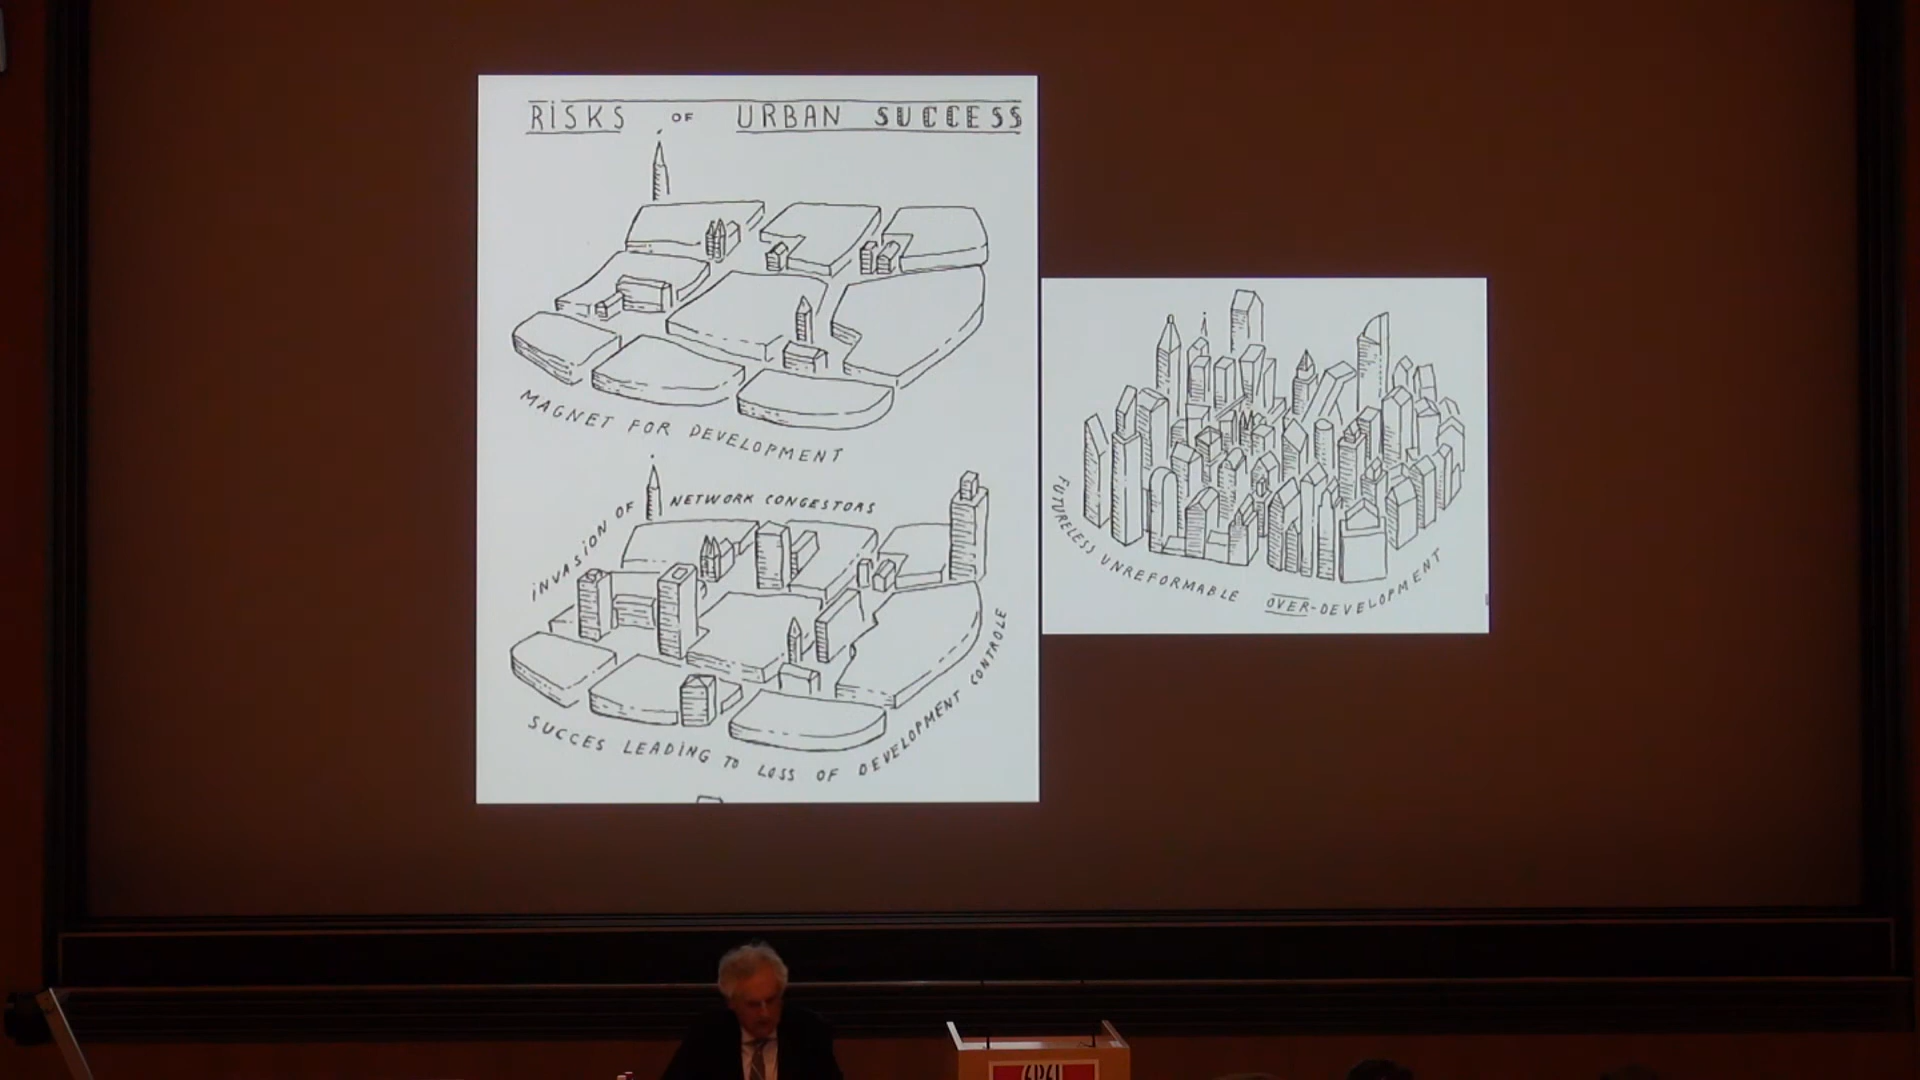 RiSKS OF URBAN SUCCESS
MAGNET FOR DEVELOPMENT
iNVASiON OF NETWORK CONGESTORS
SUCCES LEADiNG TO LOSS OF DEVELOPMENT CONTROLE
FUTURELESS UNREFORMABLE OVER-DEVELOPMENT